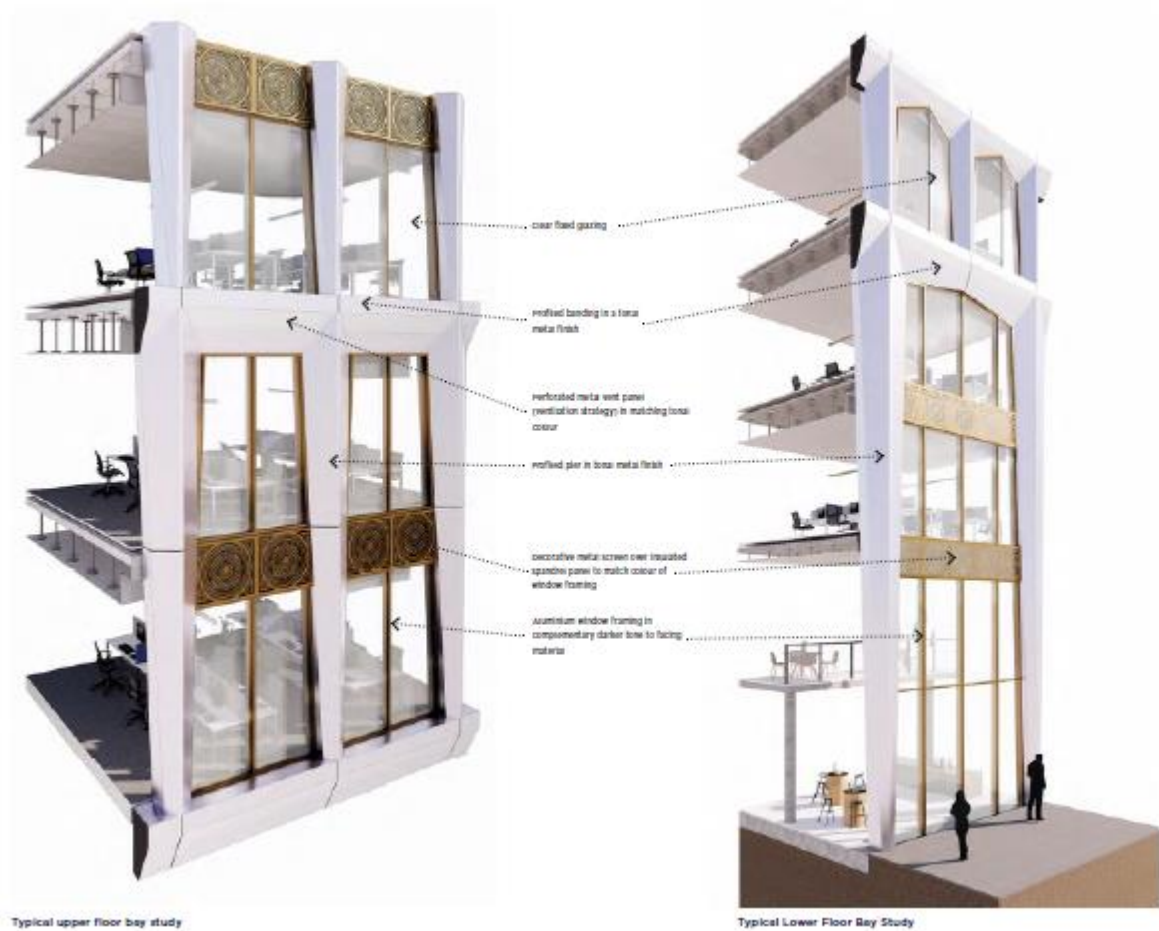 Clear fixed glazing
Profiled banding in a tonal
metal finish
Perforated metal vent panel
(ventilation strategy) in matching tonal
colour
Profiled pier in tonal metal finish
Decorative metal screen over insulated
spandrel panel to match colour of
window framing
Aluminium window framing in
complementary darker tone to facing
material
Typical upper floor bay study
Typical Lower Floor Bay Study